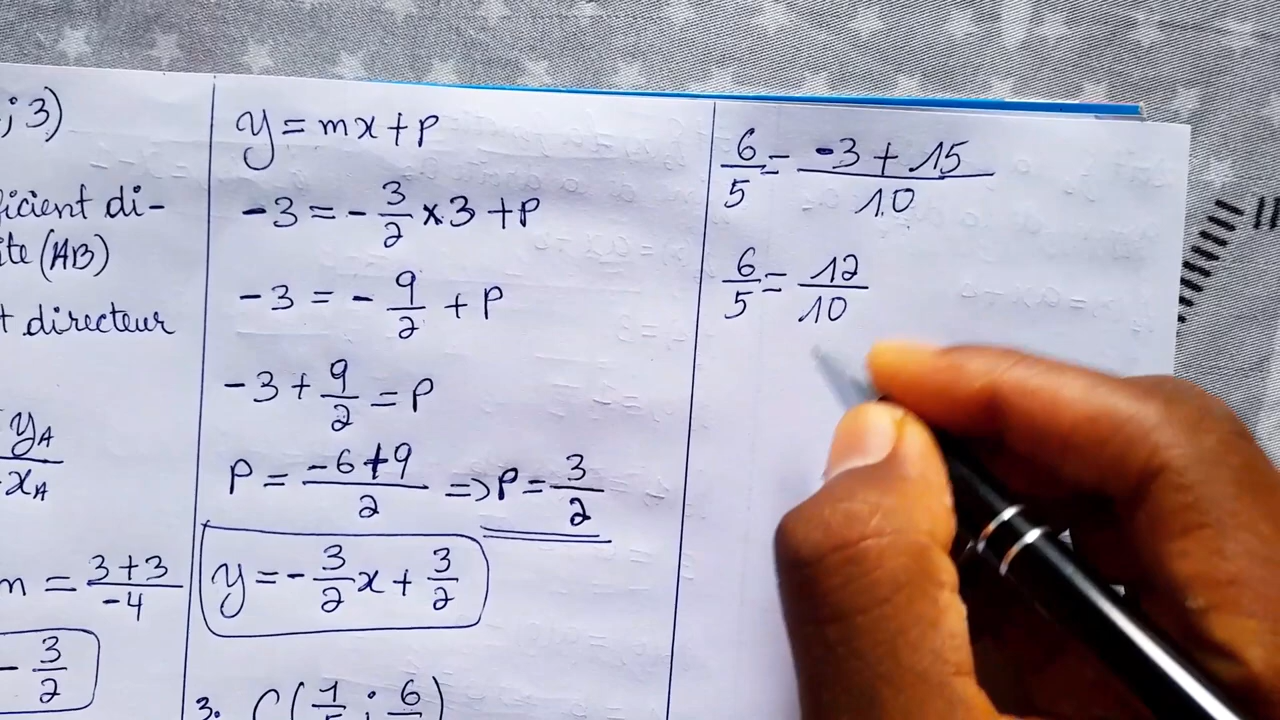 ; 3)
ficient di-
ite (AB)
t directeur
yA
-xA
m = 3+3/-4
- 3/2
y = mx + p
-3 = - 3/2 × 3 + p
-3 = - 9/2 + p
-3 + 9/2 = p
p = -6+9/2 => p = 3/2
y = - 3/2 x + 3/2
3. C(1/5 ; 6/
6/5 = -3 + 15/10
6/5 = 12/10